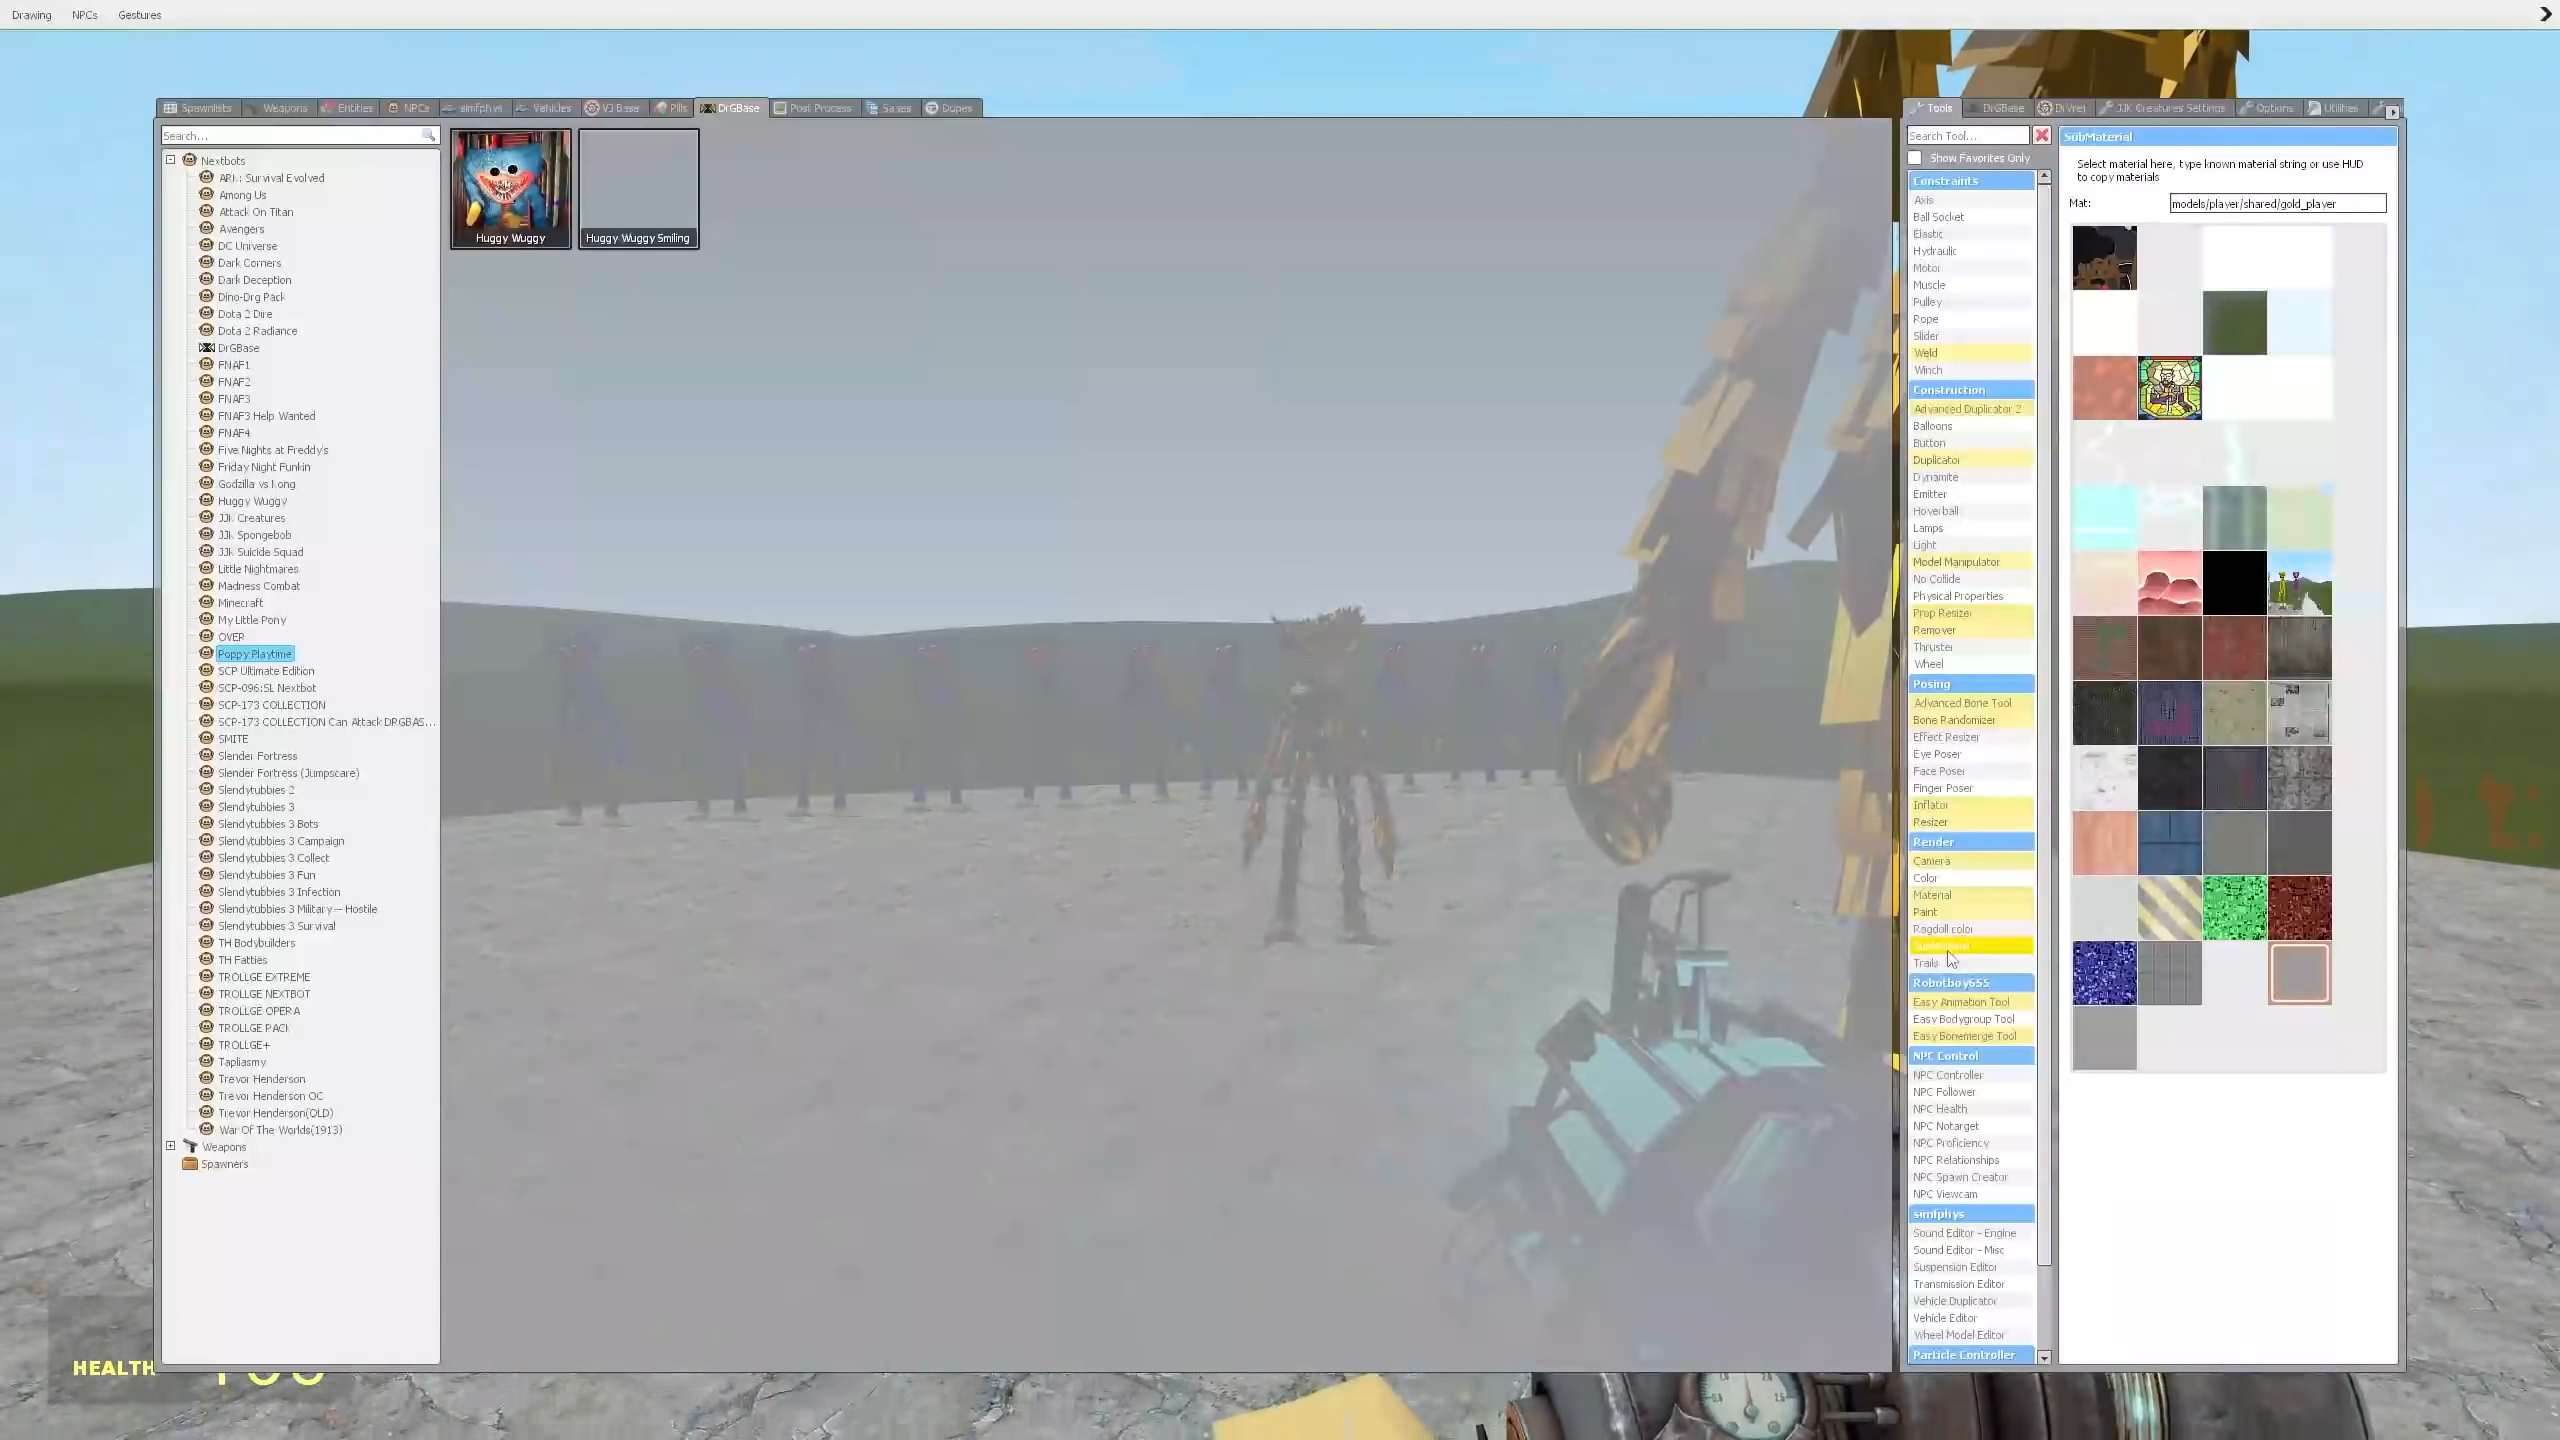 Drawing NPCs Gestures
Spawnlists Weapons Entities NPCs simfphys Vehicles VJ Base Pills DrGBase Post Process Saves Dupes
Search...
Nextbots
ARK: Survival Evolved
Among Us
Attack On Titan
Avengers
DC Universe
Dark Corners
Dark Deception
Dino-Drg Pack
Dota 2 Dire
Dota 2 Radiance
DrGBase
FNAF1
FNAF2
FNAF3
FNAF3 Help Wanted
FNAF4
Five Nights at Freddy's
Friday Night Funkin
Godzilla vs Kong
Huggy Wuggy
JJK Creatures
JJK Spongebob
JJK Suicide Squad
Little Nightmares
Madness Combat
Minecraft
My Little Pony
OVER
Poppy Playtime
SCP Ultimate Edition
SCP-096:SL Nextbot
SCP-173 COLLECTION
SCP-173 COLLECTION Can Attack DRGBAS...
SMITE
Slender Fortress
Slender Fortress (Jumpscare)
Slendytubbies 2
Slendytubbies 3
Slendytubbies 3 Bots
Slendytubbies 3 Campaign
Slendytubbies 3 Collect
Slendytubbies 3 Fun
Slendytubbies 3 Infection
Slendytubbies 3 Military -- Hostile
Slendytubbies 3 Survival
TH Bodybuilders
TH Fatties
TROLLGE EXTREME
TROLLGE NEXTBOT
TROLLGE OPERA
TROLLGE PACK
TROLLGE+
Tapliasmy
Trevor Henderson
Trevor Henderson OC
Trevor Henderson(OLD)
War Of The Worlds(1913)
Weapons
Spawners
Huggy Wuggy
Huggy Wuggy Smiling
Tools DrGBase DrVrej JJK Creatures Settings Options Utilities
Search Tool...
Show Favorites Only
Constraints
Axis
Ball Socket
Elastic
Hydraulic
Motor
Muscle
Pulley
Rope
Slider
Weld
Winch
Construction
Advanced Duplicator 2
Balloons
Button
Duplicator
Dynamite
Emitter
Hoverball
Lamps
Light
Model Manipulator
No Collide
Physical Properties
Prop Resizer
Remover
Thruster
Wheel
Posing
Advanced Bone Tool
Bone Randomizer
Effect Resizer
Eye Poser
Face Poser
Finger Poser
Inflator
Resizer
Render
Camera
Color
Material
Paint
Ragdoll color
SubMaterial
Trails
Robotboy655
Easy Animation Tool
Easy Bodygroup Tool
Easy Bonemerge Tool
NPC Control
NPC Controller
NPC Follower
NPC Health
NPC Notarget
NPC Proficiency
NPC Relationships
NPC Spawn Creator
NPC Viewcam
simfphys
Sound Editor - Engine
Sound Editor - Misc
Suspension Editor
Transmission Editor
Vehicle Duplicator
Vehicle Editor
Wheel Model Editor
Particle Controller
SubMaterial
Select material here, type known material string or use HUD
to copy materials
Mat: models/player/shared/gold_player
HEALTH